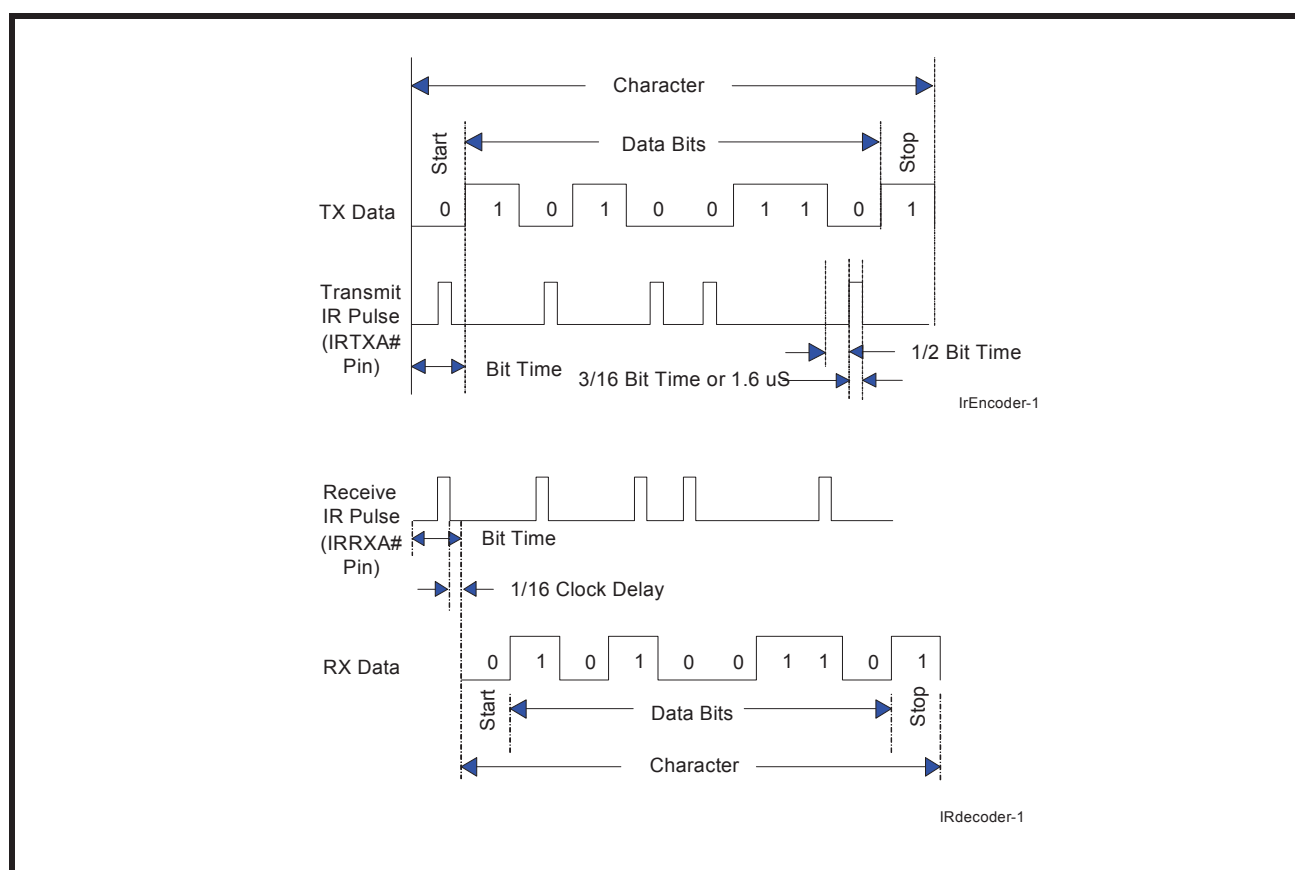 Character
Start
Data Bits
Stop
TX Data
0 1 0 1 0 0 1 1 0 1
Transmit
IR Pulse
(IRTXA#
Pin)
Bit Time
1/2 Bit Time
3/16 Bit Time or 1.6 uS
IrEncoder-1
Receive
IR Pulse
(IRRXA#
Pin)
Bit Time
1/16 Clock Delay
RX Data
0 1 0 1 0 0 1 1 0 1
Start
Data Bits
Stop
Character
IRdecoder-1